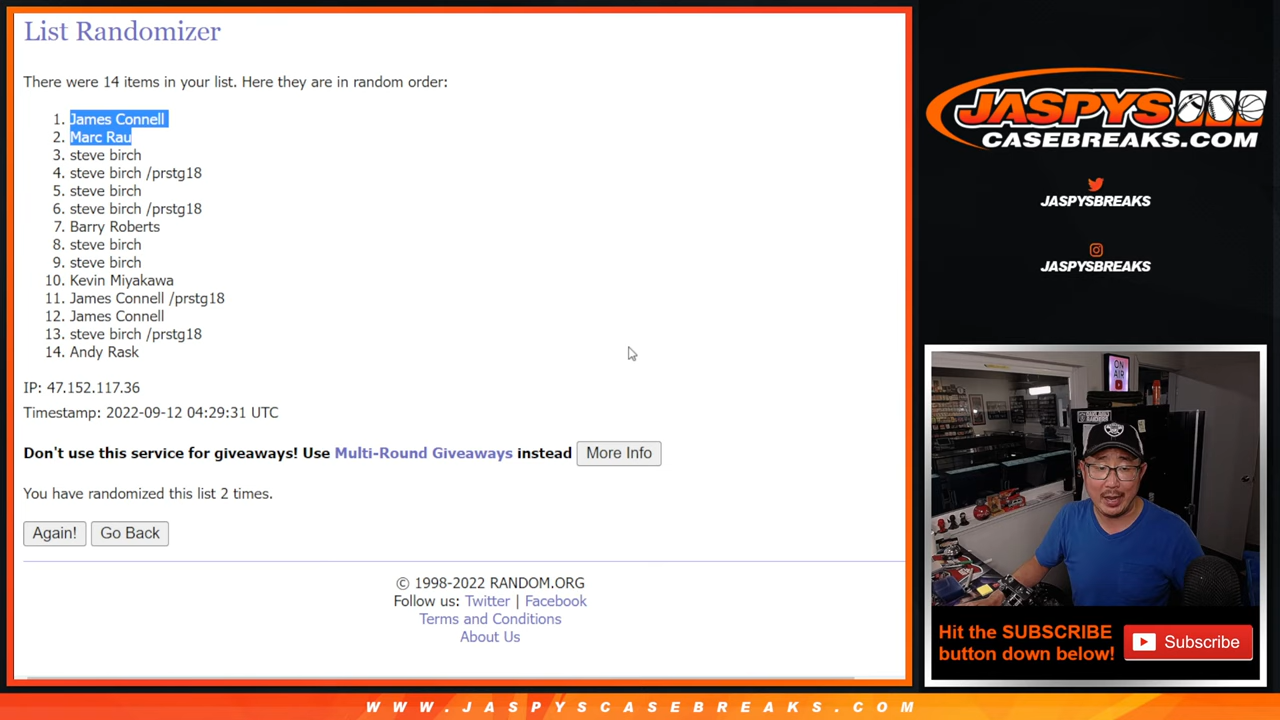 List Randomizer
There were 14 items in your list. Here they are in random order:
1. James Connell
2. Marc Rau
3. steve birch
4. steve birch /prstg18
5. steve birch
6. steve birch /prstg18
7. Barry Roberts
8. steve birch
9. steve birch
10. Kevin Miyakawa
11. James Connell /prstg18
12. James Connell
13. steve birch /prstg18
14. Andy Rask
IP: 47.152.117.36
Timestamp: 2022-09-12 04:29:31 UTC
Don't use this service for giveaways! Use Multi-Round Giveaways instead More Info
You have randomized this list 2 times.
Again! Go Back
© 1998-2022 RANDOM.ORG
Follow us: Twitter | Facebook
Terms and Conditions
About Us
JASPYS
CASEBREAKS.COM
JASPYSBREAKS
JASPYSBREAKS
ON
AIR
Hit the SUBSCRIBE
button down below!
Subscribe
WWW.JASPYSCASEBREAKS.COM